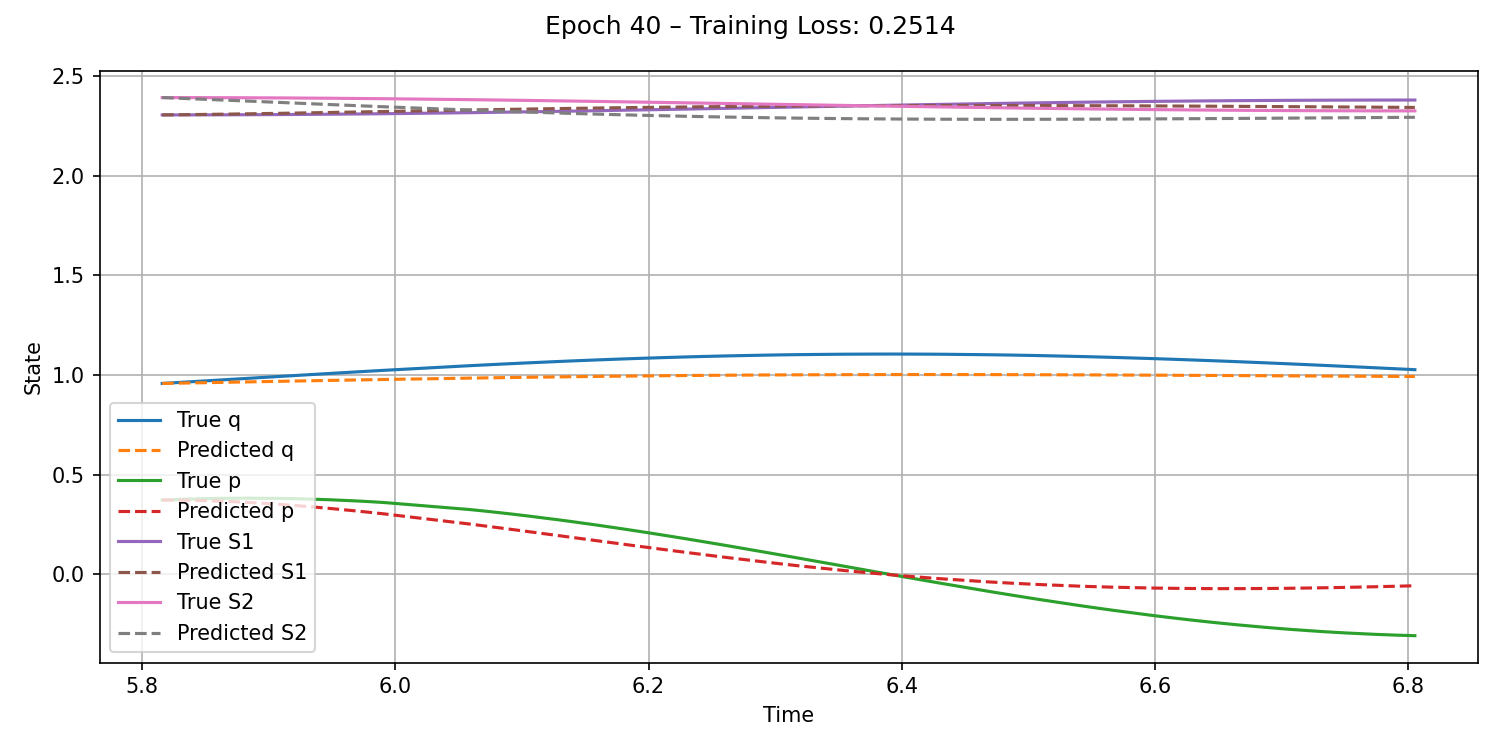 Epoch 40 – Training Loss: 0.2514
2.5
2.0
1.5
1.0
0.5
0.0
State
True q
Predicted q
True p
Predicted p
True S1
Predicted S1
True S2
Predicted S2
5.8 6.0 6.2 6.4 6.6 6.8
Time